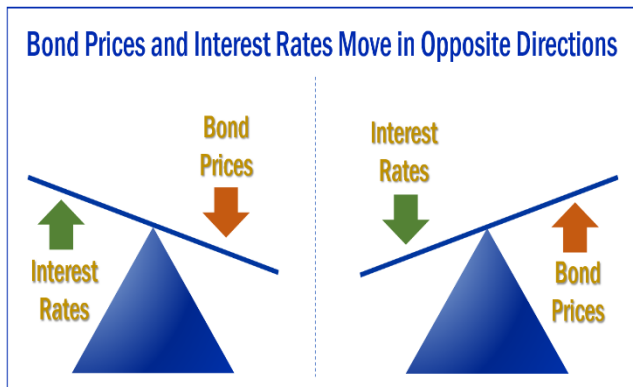 Bond Prices and Interest Rates Move in Opposite Directions
Bond
Prices
Interest
Rates
Interest
Rates
Bond
Prices